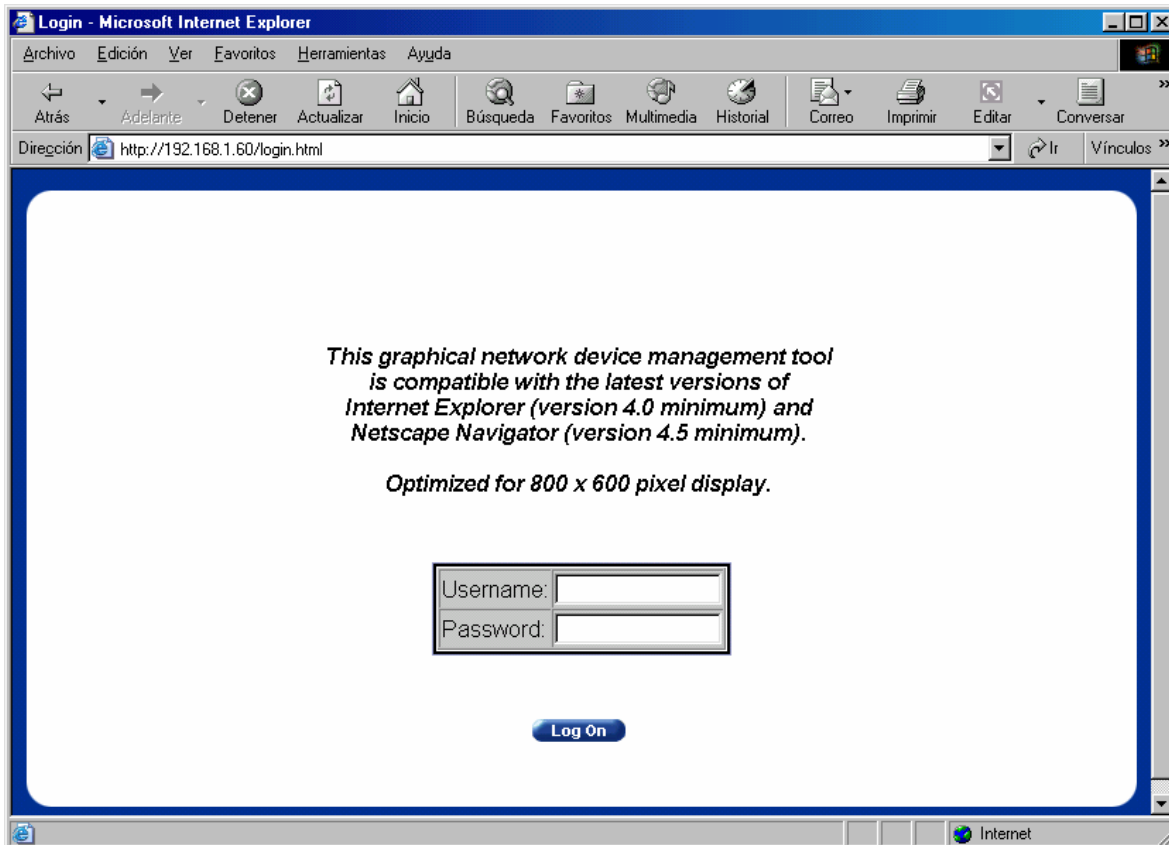 Login - Microsoft Internet Explorer
Archivo Edición Ver Favoritos Herramientas Ayuda
Atrás Adelante Detener Actualizar Inicio Búsqueda Favoritos Multimedia Historial Correo Imprimir Editar Conversar »
Dirección http://192.168.1.60/login.html Ir Vínculos »
This graphical network device management tool
is compatible with the latest versions of
Internet Explorer (version 4.0 minimum) and
Netscape Navigator (version 4.5 minimum).
Optimized for 800 x 600 pixel display.
Username:
Password:
Log On
Internet